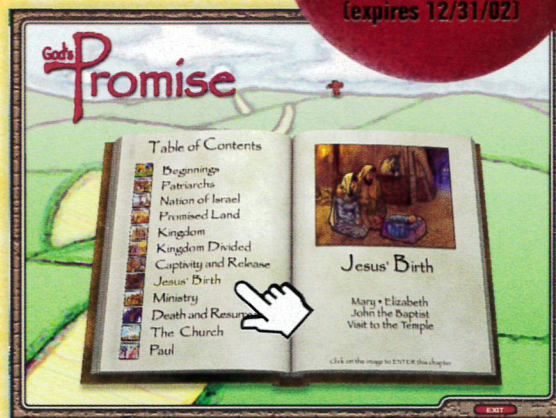 (expires 12/31/02)
God's
Promise
Table of Contents
Beginnings
Patriarchs
Nation of Israel
Promised Land
Kingdom
Kingdom Divided
Captivity and Release
Jesus' Birth
Ministry
Death and Resurre
The Church
Paul
Jesus' Birth
Mary • Elizabeth
John the Baptist
Visit to the Temple
Click on the image to ENTER this chapter
EXIT